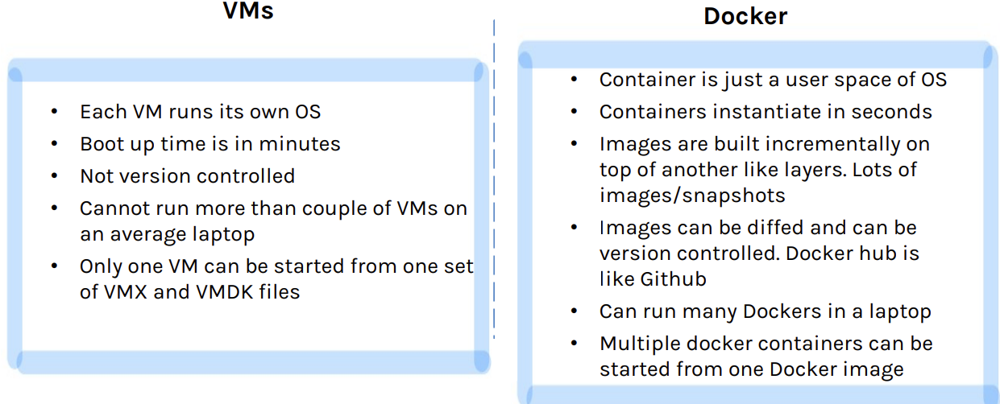 VMs
• Each VM runs its own OS
• Boot up time is in minutes
• Not version controlled
• Cannot run more than couple of VMs on
an average laptop
• Only one VM can be started from one set
of VMX and VMDK files
Docker
• Container is just a user space of OS
• Containers instantiate in seconds
• Images are built incrementally on
top of another like layers. Lots of
images/snapshots
• Images can be diffed and can be
version controlled. Docker hub is
like Github
• Can run many Dockers in a laptop
• Multiple docker containers can be
started from one Docker image